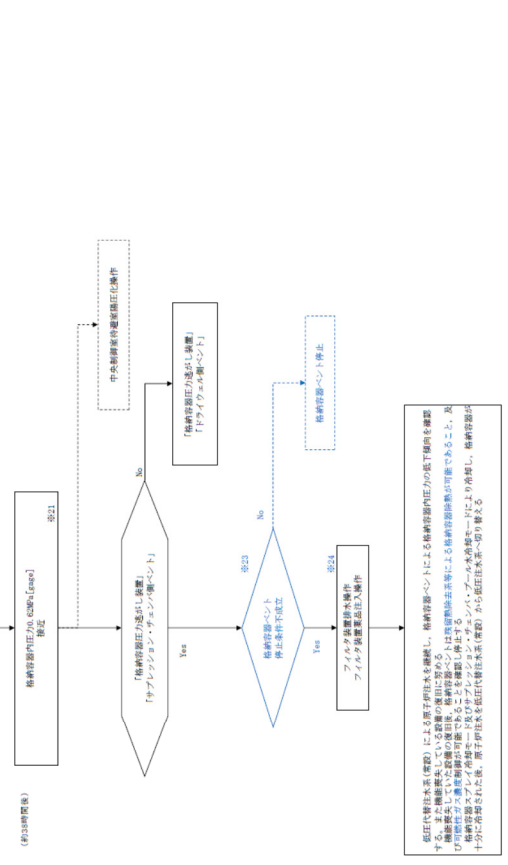 (約38時間後)
格納容器内圧力0.62MPa[gage]
接近
※21
中央制御室待避室陽圧化操作
「格納容器圧力逃がし装置」
「サプレッション・チェンバ側ベント」
No
「格納容器圧力逃がし装置」
「ドライウェル側ベント」
Yes
※23
格納容器ベント
停止条件不成立
No
格納容器ベント停止
Yes
※24
フィルタ装置排水操作
フィルタ装置薬品注入操作
低圧代替注水系(常設)による原子炉注水を継続し、格納容器ベントによる格納容器内圧力の低下傾向を確認
する。また機能喪失している設備の復旧に努める
機能喪失していた設備の復旧後、格納容器ベントは残留熱除去系等による格納容器除熱が可能であること、及
び可燃性ガス濃度制御が可能であることを確認し停止する
格納容器スプレイ冷却モード及びサプレッション・チェンバ・プール水冷却モードにより冷却し、格納容器が
十分に冷却された後、原子炉注水を低圧代替注水系(常設)から低圧注水系へ切り替える